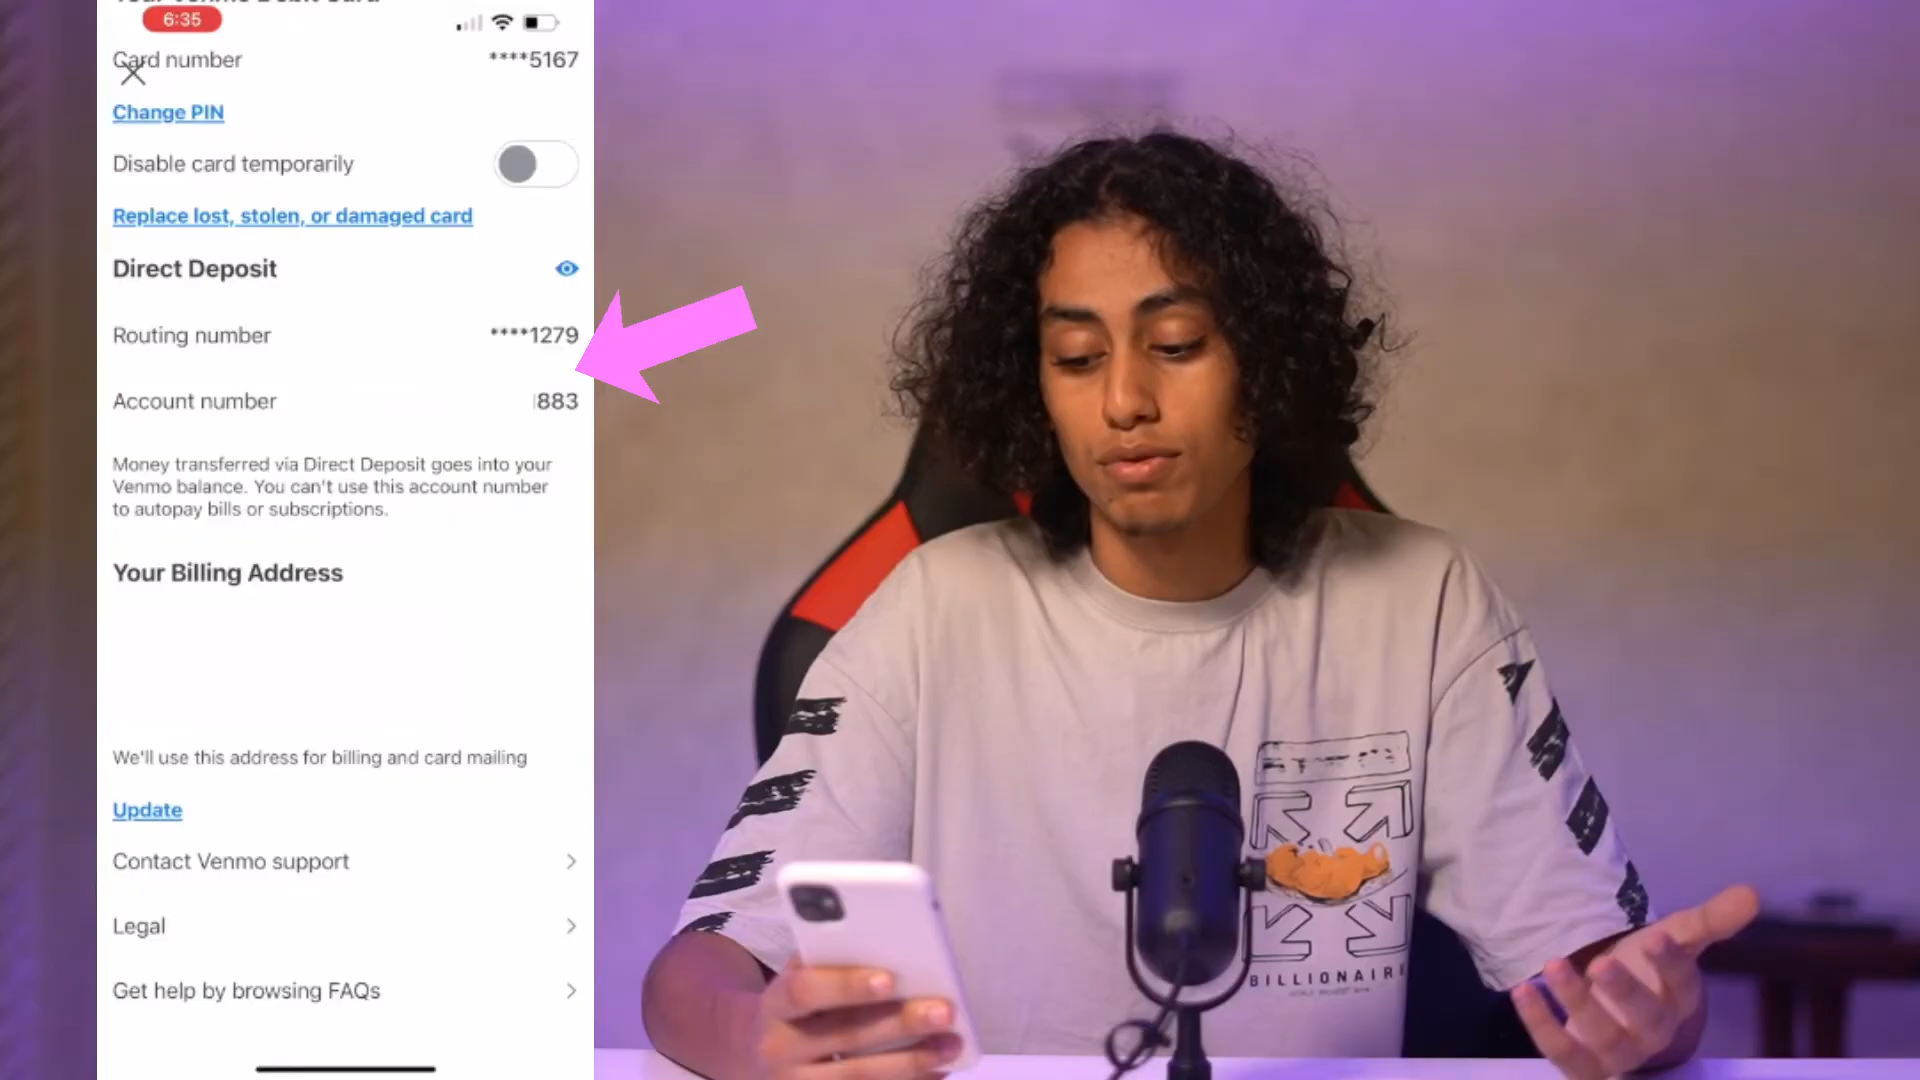 6:35
Card number ****5167
Change PIN
Disable card temporarily
Replace lost, stolen, or damaged card
Direct Deposit
Routing number ****1279
Account number 883
Money transferred via Direct Deposit goes into your
Venmo balance. You can't use this account number
to autopay bills or subscriptions.
Your Billing Address
We'll use this address for billing and card mailing
Update
Contact Venmo support
Legal
Get help by browsing FAQs
BILLIONAIRE